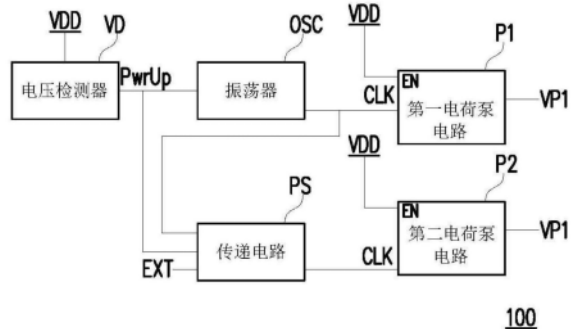 VDD
VD
OSC
VDD
P1
电压检测器
PwrUp
振荡器
CLK
EN
第一电荷泵
电路
VP1
VDD
P2
PS
EXT
传递电路
CLK
EN
第二电荷泵
电路
VP1
100